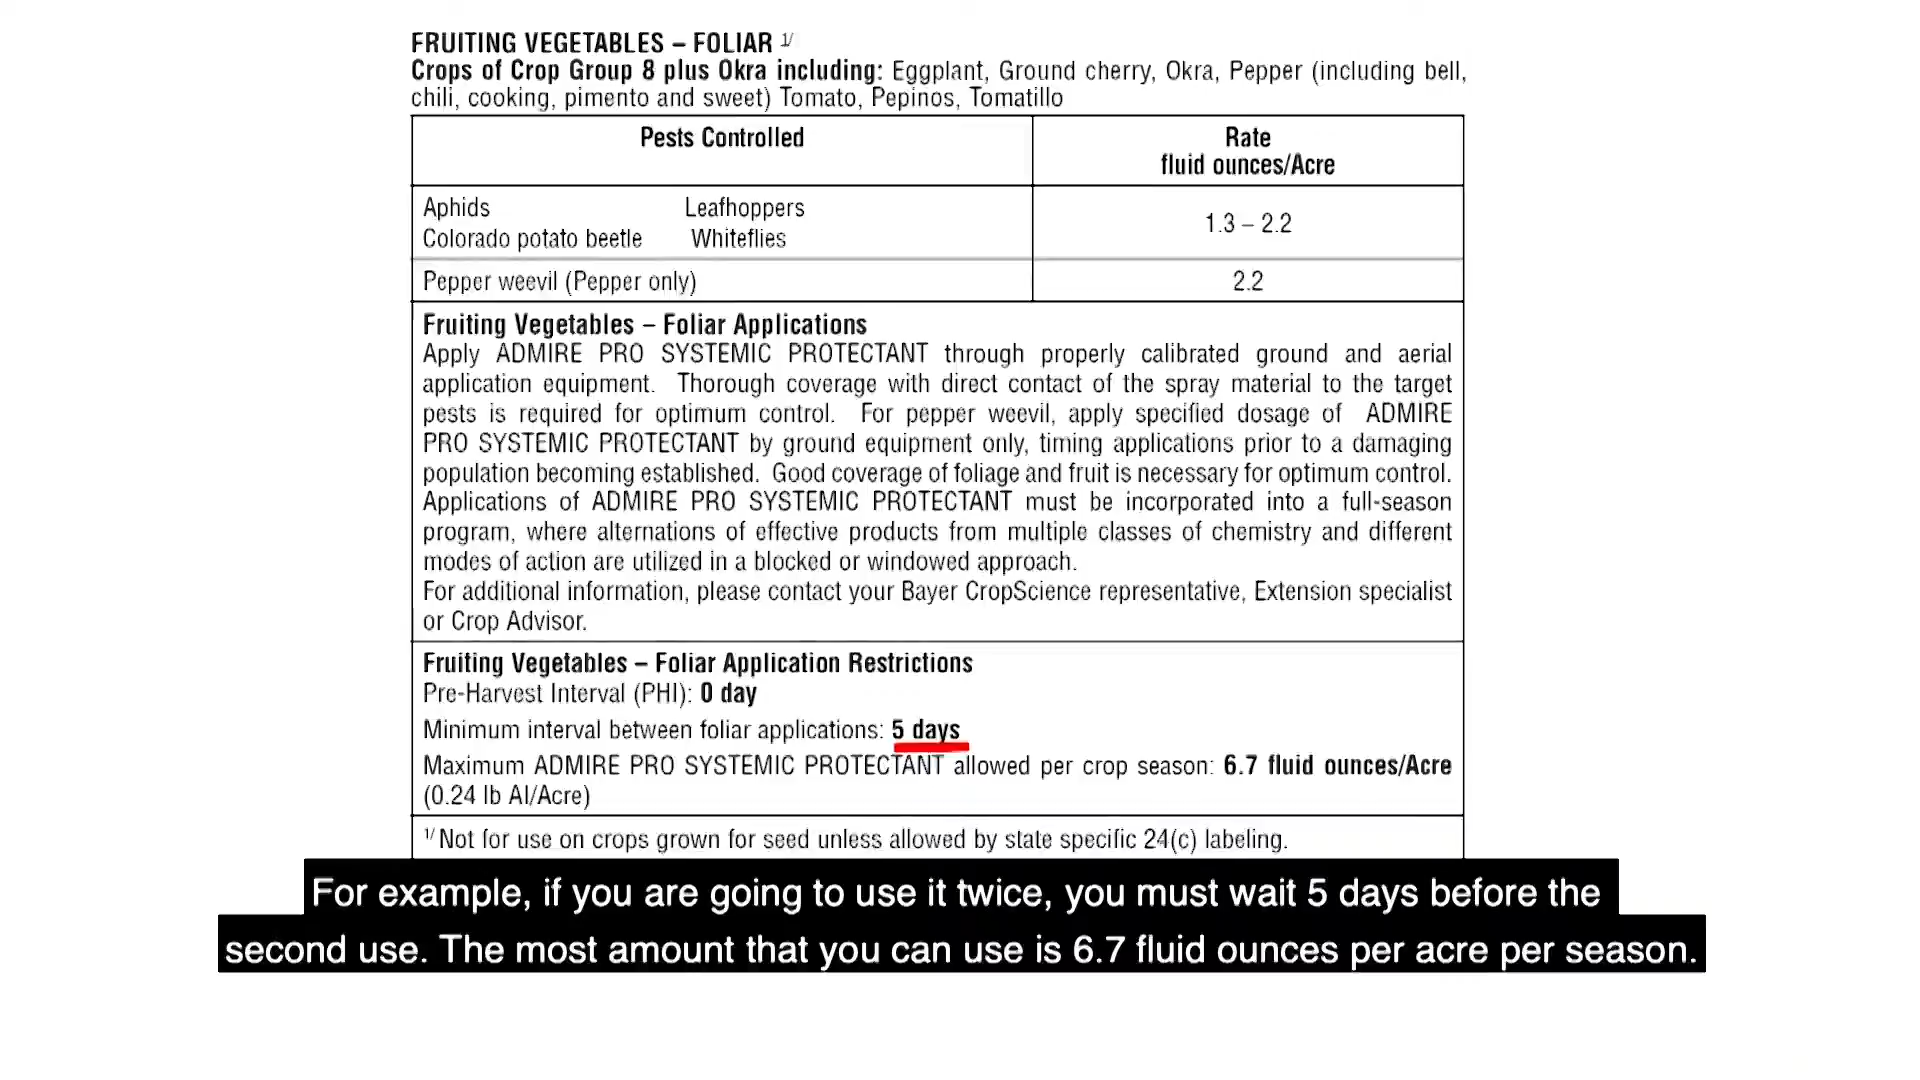 FRUITING VEGETABLES – FOLIAR 1/
Crops of Crop Group 8 plus Okra including: Eggplant, Ground cherry, Okra, Pepper (including bell,
chili, cooking, pimento and sweet) Tomato, Pepinos, Tomatillo
Pests Controlled
Rate
fluid ounces/Acre
Aphids Leafhoppers
Colorado potato beetle Whiteflies
1.3 – 2.2
Pepper weevil (Pepper only) 2.2
Fruiting Vegetables – Foliar Applications
Apply ADMIRE PRO SYSTEMIC PROTECTANT through properly calibrated ground and aerial
application equipment. Thorough coverage with direct contact of the spray material to the target
pests is required for optimum control. For pepper weevil, apply specified dosage of ADMIRE
PRO SYSTEMIC PROTECTANT by ground equipment only, timing applications prior to a damaging
population becoming established. Good coverage of foliage and fruit is necessary for optimum control.
Applications of ADMIRE PRO SYSTEMIC PROTECTANT must be incorporated into a full-season
program, where alternations of effective products from multiple classes of chemistry and different
modes of action are utilized in a blocked or windowed approach.
For additional information, please contact your Bayer CropScience representative, Extension specialist
or Crop Advisor.
Fruiting Vegetables – Foliar Application Restrictions
Pre-Harvest Interval (PHI): 0 day
Minimum interval between foliar applications: 5 days
Maximum ADMIRE PRO SYSTEMIC PROTECTANT allowed per crop season: 6.7 fluid ounces/Acre
(0.24 lb AI/Acre)
1/ Not for use on crops grown for seed unless allowed by state specific 24(c) labeling.
For example, if you are going to use it twice, you must wait 5 days before the
second use. The most amount that you can use is 6.7 fluid ounces per acre per season.